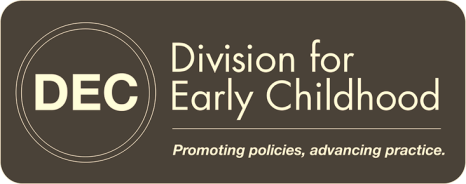 DEC
Division for
Early Childhood
Promoting policies, advancing practice.